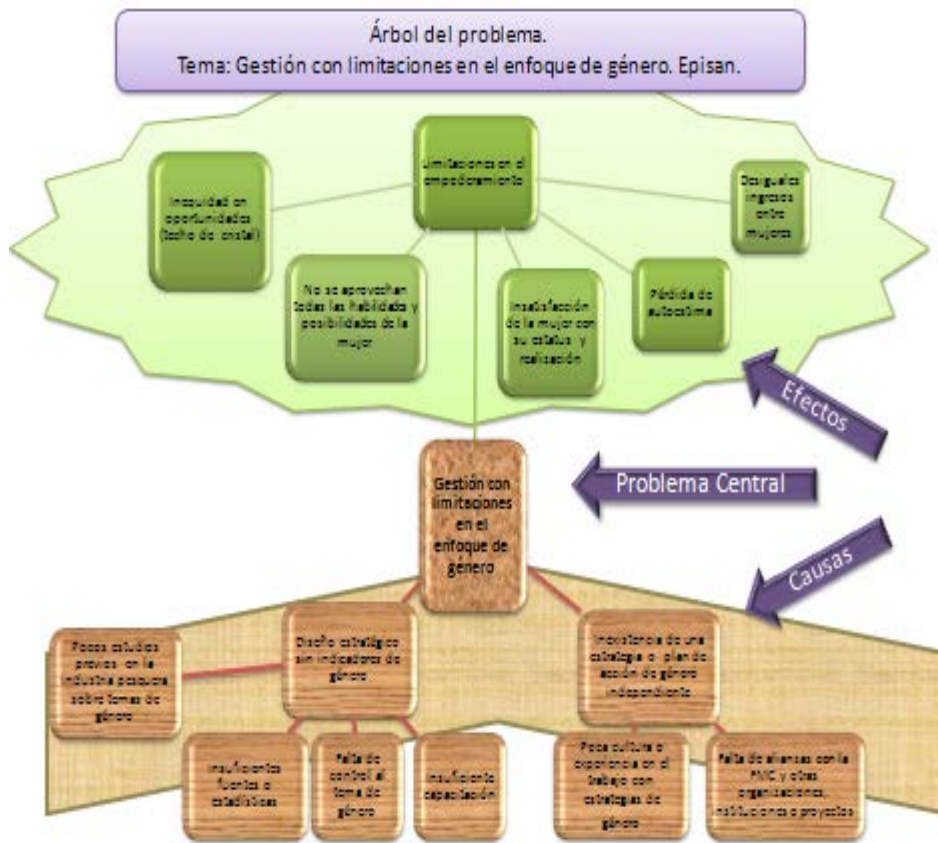 Árbol del problema.
Tema: Gestión con limitaciones en el enfoque de género. Episan.
Limitaciones en el
empoderamiento
Inequidad en
oportunidades
(techo de cristal)
Desiguales
ingresos
entre
mujeres
No se aprovechan
todas las habilidades y
posibilidades de la
mujer
Insatisfacción
de la mujer con
su estatus y
realización
Pérdida de
autoestima
Efectos
Gestión con
limitaciones
en el
enfoque de
género
Problema Central
Causas
Pocos estudios
previos en la
industria pesquera
sobre temas de
género
Diseño estratégico
sin indicadores de
género
Inexistencia de una
estrategia o plan de
acción de género
independiente
Insuficientes
fuentes o
estadísticas
Falta de
control al
tema de
género
Insuficiente
capacitación
Poca cultura o
experiencia en el
trabajo con
estrategias de
género
Falta de alianzas con la
FMC y otras
organizaciones,
instituciones o proyectos